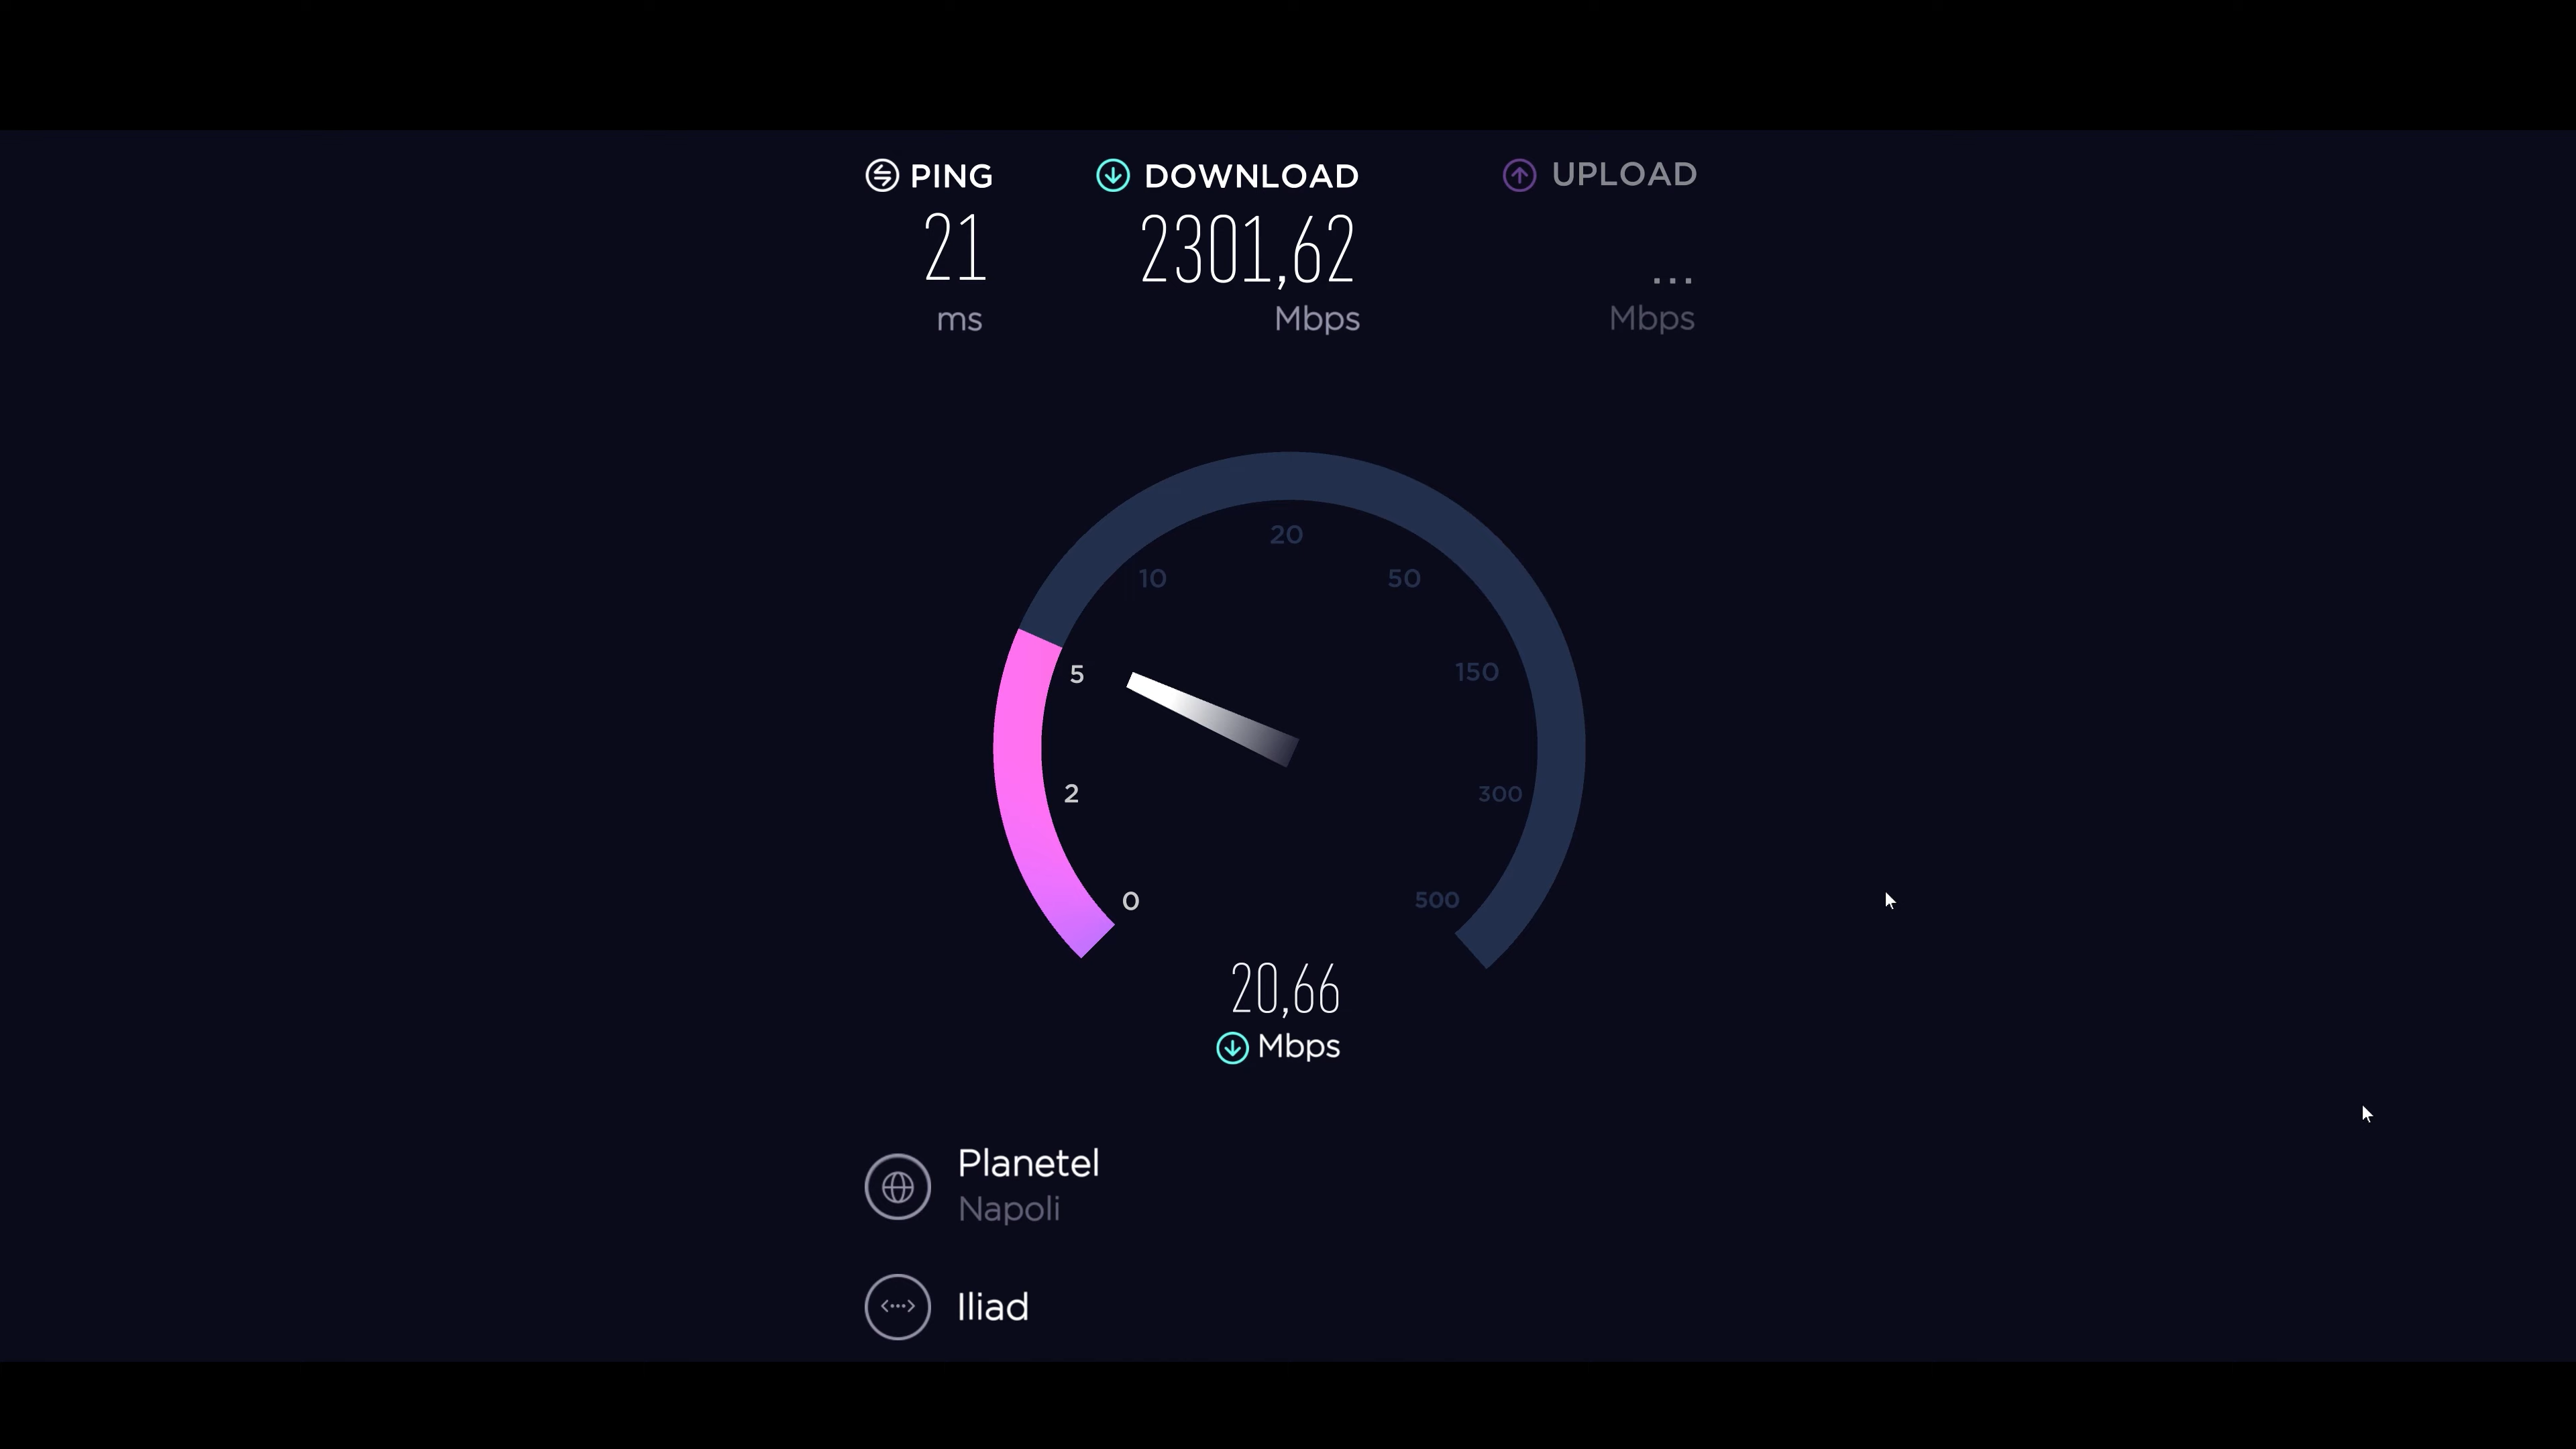 PING
21
ms
DOWNLOAD
2301,62
Mbps
UPLOAD
...
Mbps
0
2
5
10
20
50
150
300
500
20,66
Mbps
Planetel
Napoli
Iliad